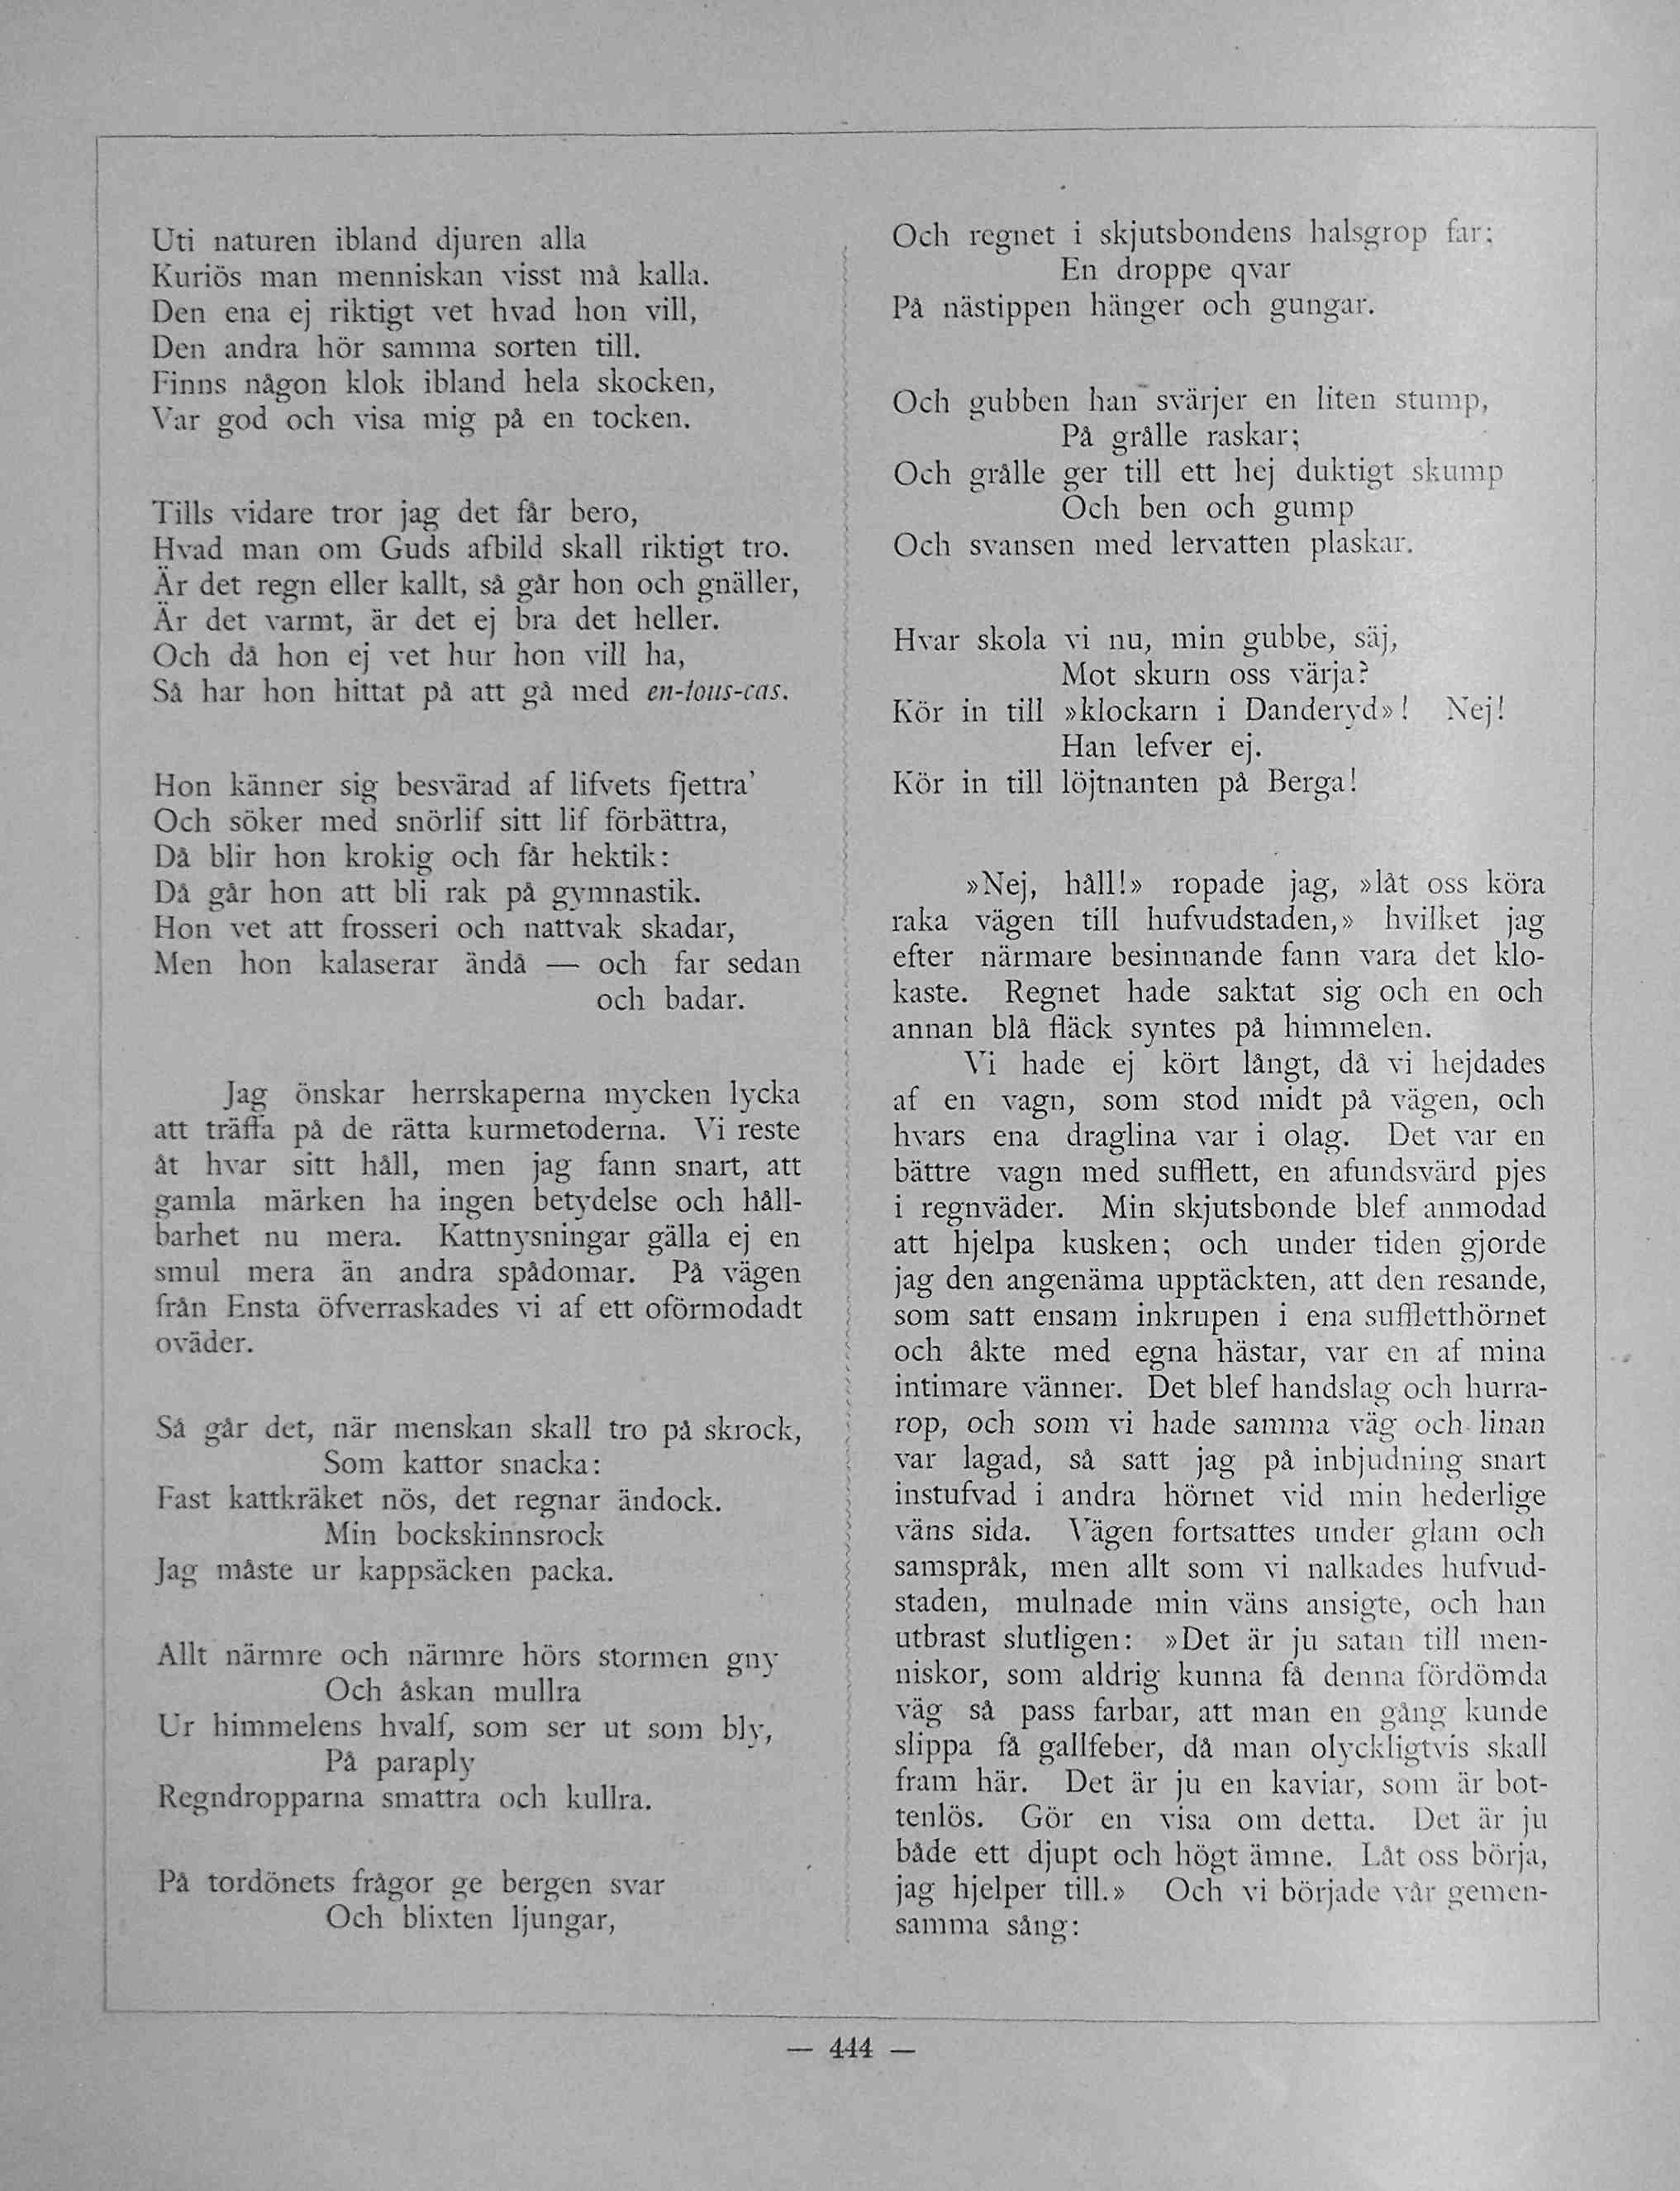 Uti naturen ibland djuren alla
Kuriös man menniskan visst må kalla.
Den ena ej riktigt vet hvad hon vill,
Den andra hör samma sorten till.
Finns någon klok ibland hela skocken,
Var god och visa mig på en tocken.
Tills vidare tror jag det får bero,
Hvad man om Guds afbild skall riktigt tro.
Är det regn eller kallt, så går hon och gnäller,
Är det varmt, är det ej bra det heller.
Och då hon ej vet hur hon vill ha,
Så har hon hittat på att gå med en-tous-cas.
Hon känner sig besvärad af lifvets fjettra'
Och söker med snörlif sitt lif förbättra,
Då blir hon krokig och får hektik:
Då går hon att bli rak på gymnastik.
Hon vet att frosseri och nattvak skadar,
Men hon kalaserar ändå — och far sedan
och badar.
Jag önskar herrskaperna mycken lycka
att träffa på de rätta kurmetoderna. Vi reste
åt hvar sitt håll, men jag fann snart, att
gamla märken ha ingen betydelse och håll-
barhet nu mera. Kattnysningar gälla ej en
smul mera än andra spådomar. På vägen
från Ensta öfverraskades vi af ett oförmodadt
oväder.
Så går det, när menskan skall tro på skrock,
Som kattor snacka:
Fast kattkräket nös, det regnar ändock.
Min bockskinnsrock
Jag måste ur kappsäcken packa.
Allt närmre och närmre hörs stormen gny
Och åskan mullra
Ur himmelens hvalf, som ser ut som bly,
På paraply
Regndropparna smattra och kullra.
På tordönets frågor ge bergen svar
Och blixten ljungar,
Och regnet i skjutsbondens halsgrop far;
En droppe qvar
På nästippen hänger och gungar.
Och gubben han svärjer en liten stump,
På grålle raskar;
Och grålle ger till ett hej duktigt skump
Och ben och gump
Och svansen med lervatten plaskar.
Hvar skola vi nu, min gubbe, säj,
Mot skurn oss värja?
Kör in till »klockarn i Danderyd»! Nej!
Han lefver ej.
Kör in till löjtnanten på Berga!
»Nej, håll!» ropade jag, »låt oss köra
raka vägen till hufvudstaden,» hvilket jag
efter närmare besinnande fann vara det klo-
kaste. Regnet hade saktat sig och en och
annan blå fläck syntes på himmelen.
Vi hade ej kört långt, då vi hejdades
af en vagn, som stod midt på vägen, och
hvars ena draglina var i olag. Det var en
bättre vagn med sufflett, en afundsvärd pjes
i regnväder. Min skjutsbonde blef anmodad
att hjelpa kusken; och under tiden gjorde
jag den angenäma upptäckten, att den resande,
som satt ensam inkrupen i ena suffletthörnet
och åkte med egna hästar, var en af mina
intimare vänner. Det blef handslag och hurra-
rop, och som vi hade samma väg och linan
var lagad, så satt jag på inbjudning snart
instufvad i andra hörnet vid min hederlige
väns sida. Vägen fortsattes under glam och
samspråk, men allt som vi nalkades hufvud-
staden, mulnade min väns ansigte, och han
utbrast slutligen: »Det är ju satan till men-
niskor, som aldrig kunna få denna fördömda
väg så pass farbar, att man en gång kunde
slippa få gallfeber, då man olyckligtvis skall
fram här. Det är ju en kaviar, som är bot-
tenlös. Gör en visa om detta. Det är ju
både ett djupt och högt ämne. Låt oss börja,
jag hjelper till.» Och vi började vår gemen-
samma sång:
— 444 —